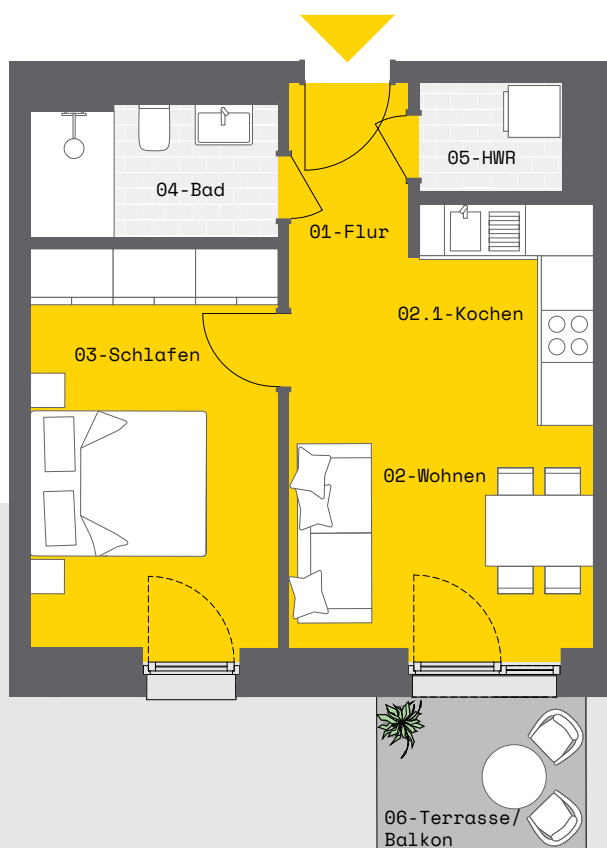 05-HWR
04-Bad
01-Flur
02.1-Kochen
03-Schlafen
02-Wohnen
06-Terrasse/
Balkon